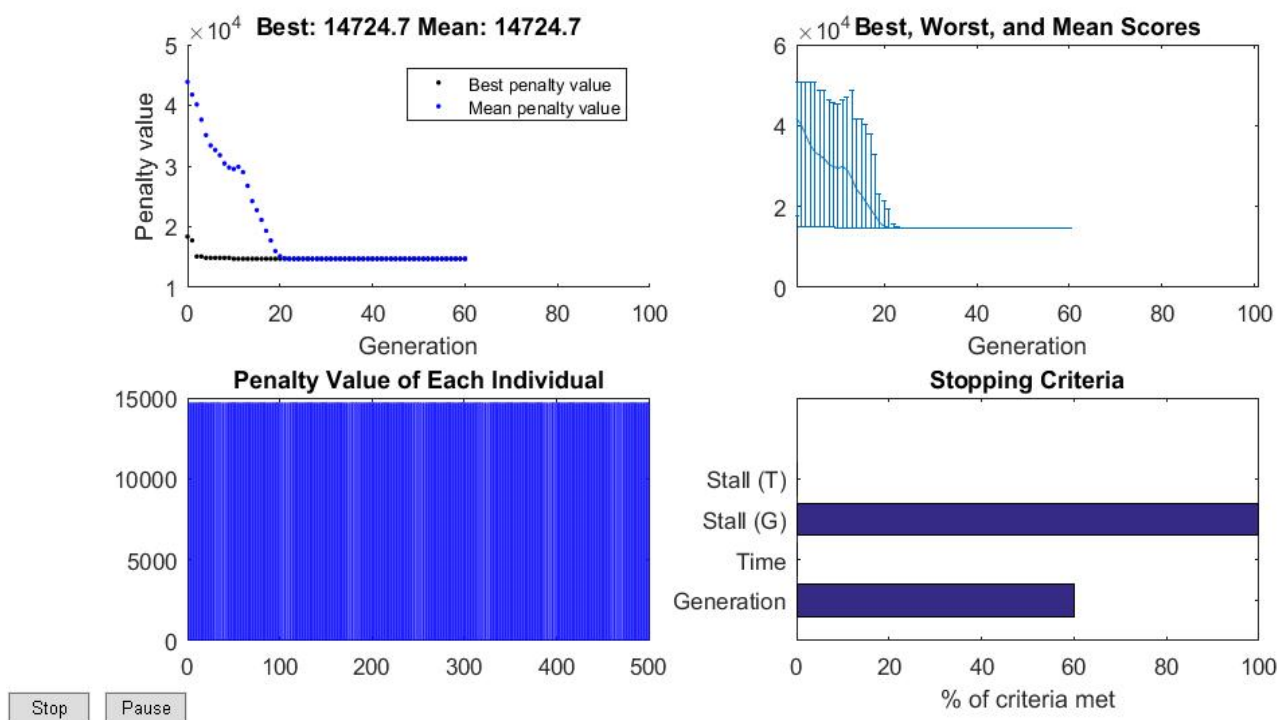 Best: 14724.7 Mean: 14724.7
×10⁴
5
4
3
2
1
Penalty value
Best penalty value
Mean penalty value
0 20 40 60 80 100
Generation
Best, Worst, and Mean Scores
×10⁴
6
4
2
0
20 40 60 80 100
Generation
Penalty Value of Each Individual
15000
10000
5000
0
0 100 200 300 400 500
Stopping Criteria
Stall (T)
Stall (G)
Time
Generation
0 20 40 60 80 100
% of criteria met
Stop Pause